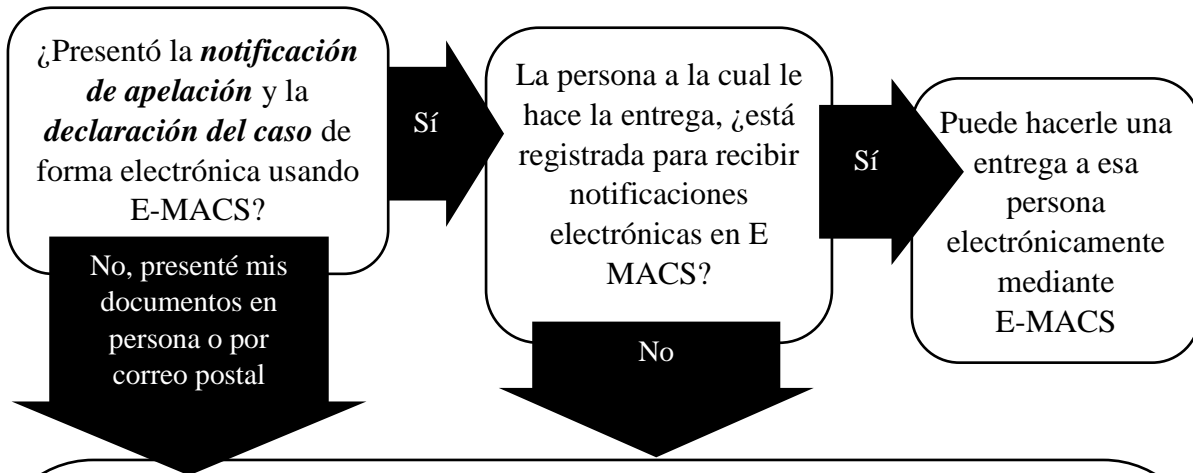 ¿Presentó la notificación
de apelación y la
declaración del caso de
forma electrónica usando
E-MACS?
Sí
La persona a la cual le
hace la entrega, ¿está
registrada para recibir
notificaciones
electrónicas en E
MACS?
Sí
Puede hacerle una
entrega a esa
persona
electrónicamente
mediante
E-MACS
No, presenté mis
documentos en
persona o por
correo postal
No